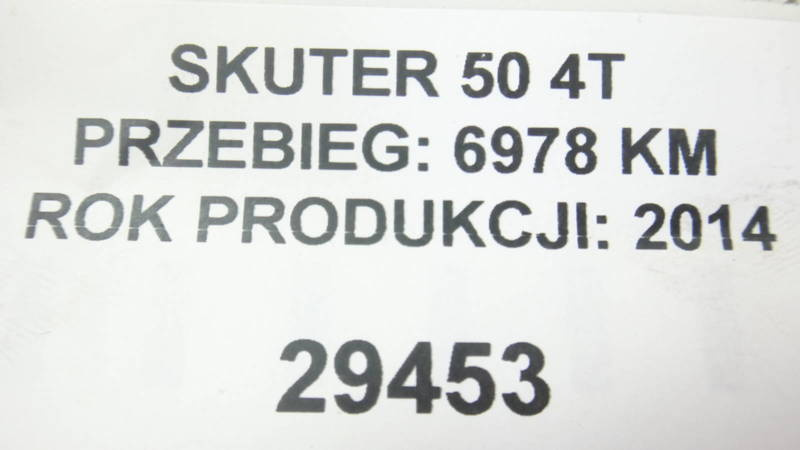 SKUTER 50 4T
PRZEBIEG: 6978 KM
ROK PRODUKCJI: 2014
29453